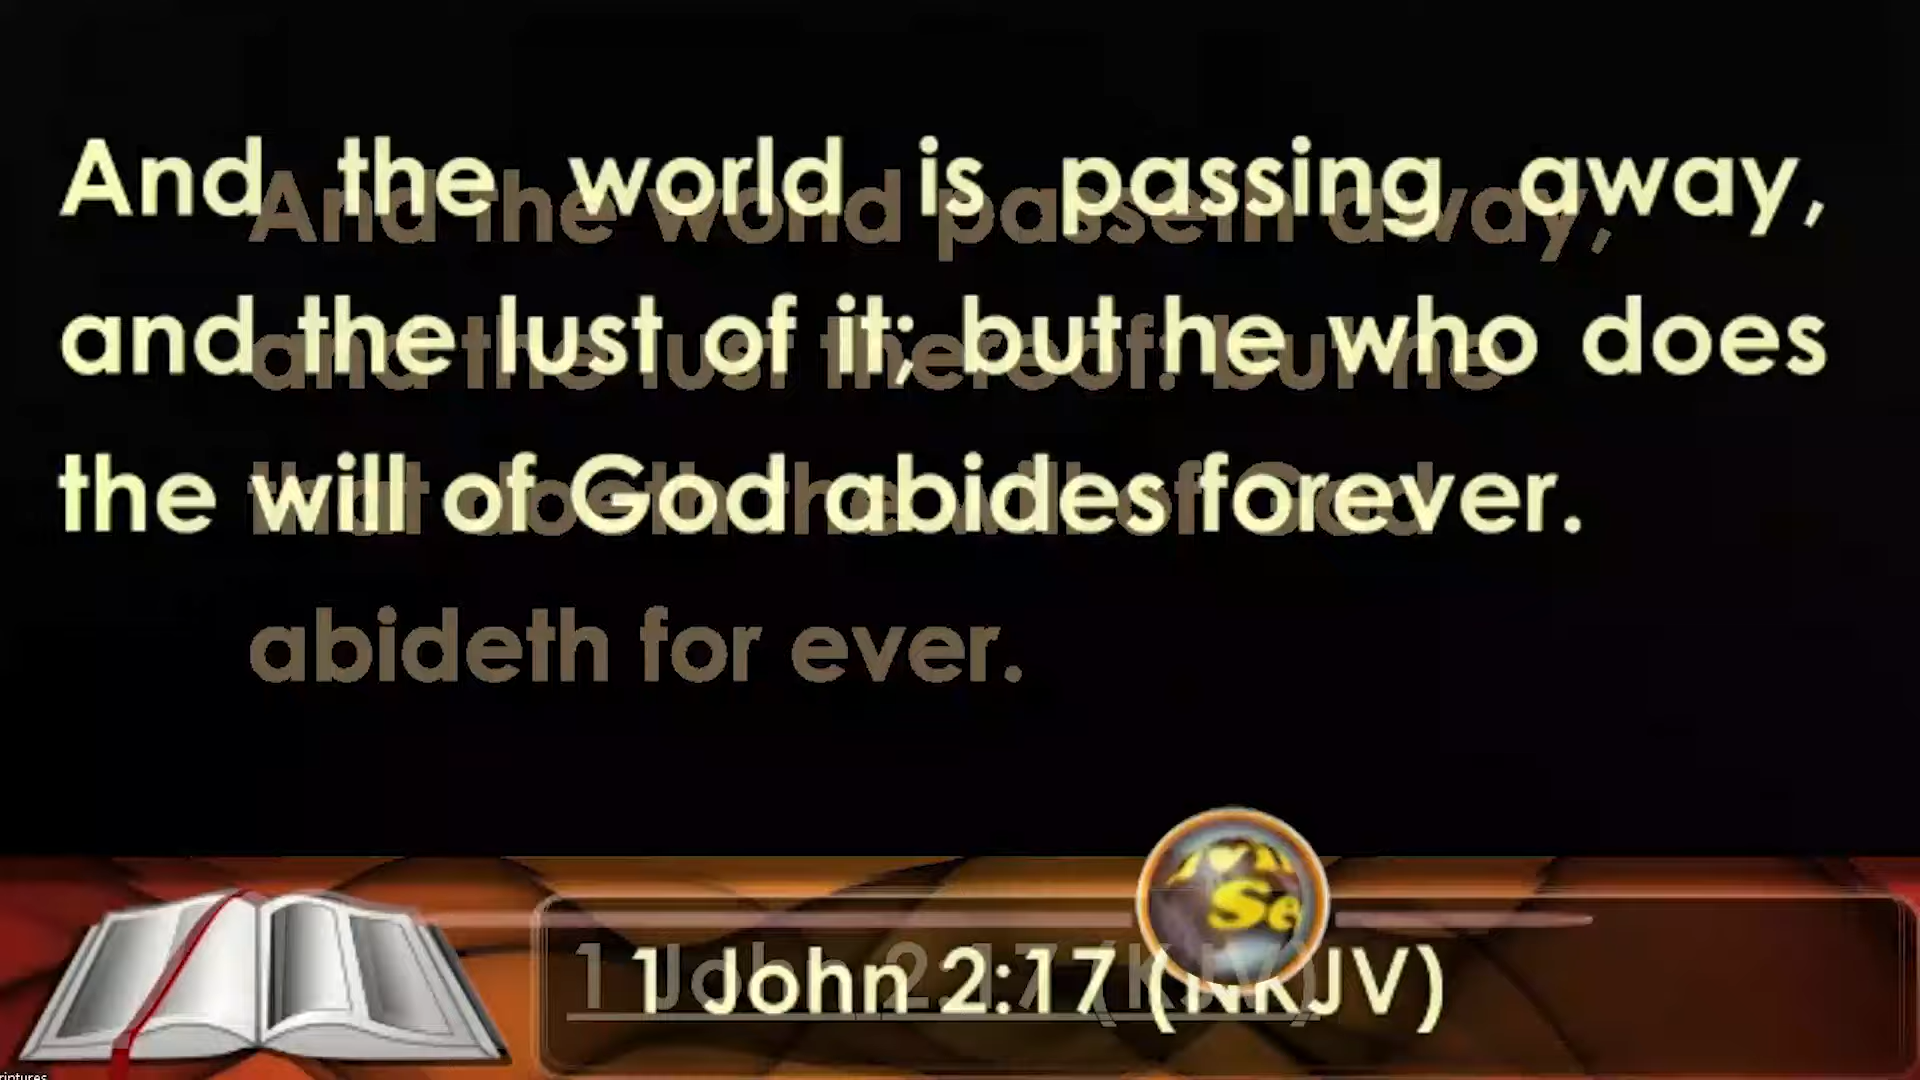 And the world is passing away,
and the lust of it; but he who does
the will of God abides forever.
And the world passeth away,
and the lust thereof: but he
that doeth the will of God
abideth for ever.
Se
1 John 2:17 (NKJV)
1 John 2:17 (KJV)
riptures